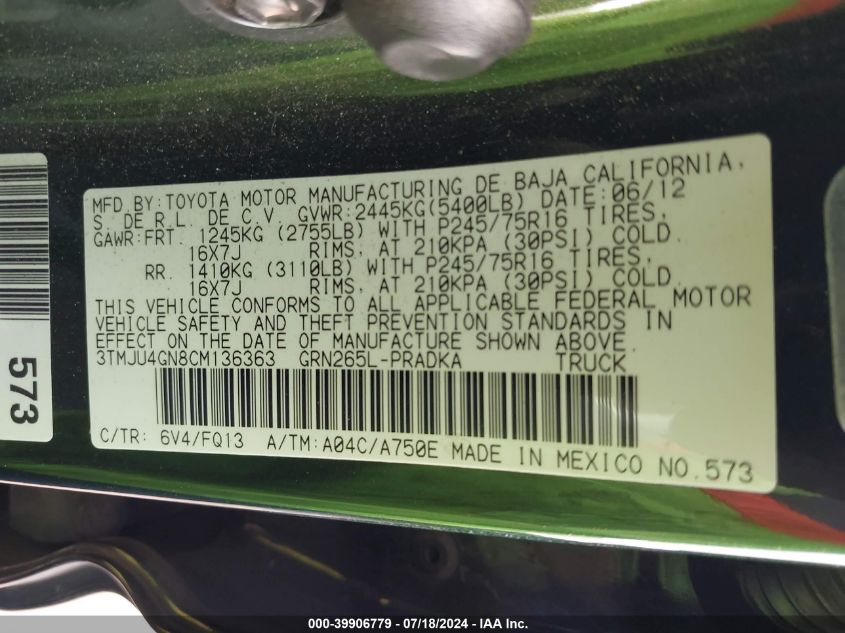 MFD.BY:TOYOTA MOTOR MANUFACTURING DE BAJA CALIFORNIA,
S. DE R.L. DE C.V. GVWR:2445KG(5400LB) DATE:06/12
GAWR:FRT. 1245KG (2755LB) WITH P245/75R16 TIRES,
16X7J RIMS, AT 210KPA (30PSI) COLD.
RR. 1410KG (3110LB) WITH P245/75R16 TIRES,
16X7J RIMS, AT 210KPA (30PSI) COLD.
THIS VEHICLE CONFORMS TO ALL APPLICABLE FEDERAL MOTOR
VEHICLE SAFETY AND THEFT PREVENTION STANDARDS IN
EFFECT ON THE DATE OF MANUFACTURE SHOWN ABOVE.
3TMJU4GN8CM136363 GRN265L-PRADKA TRUCK
C/TR: 6V4/FQ13 A/TM:A04C/A750E MADE IN MEXICO NO.573
573
000-39906779 / 07/18/2024 - IAA Inc.